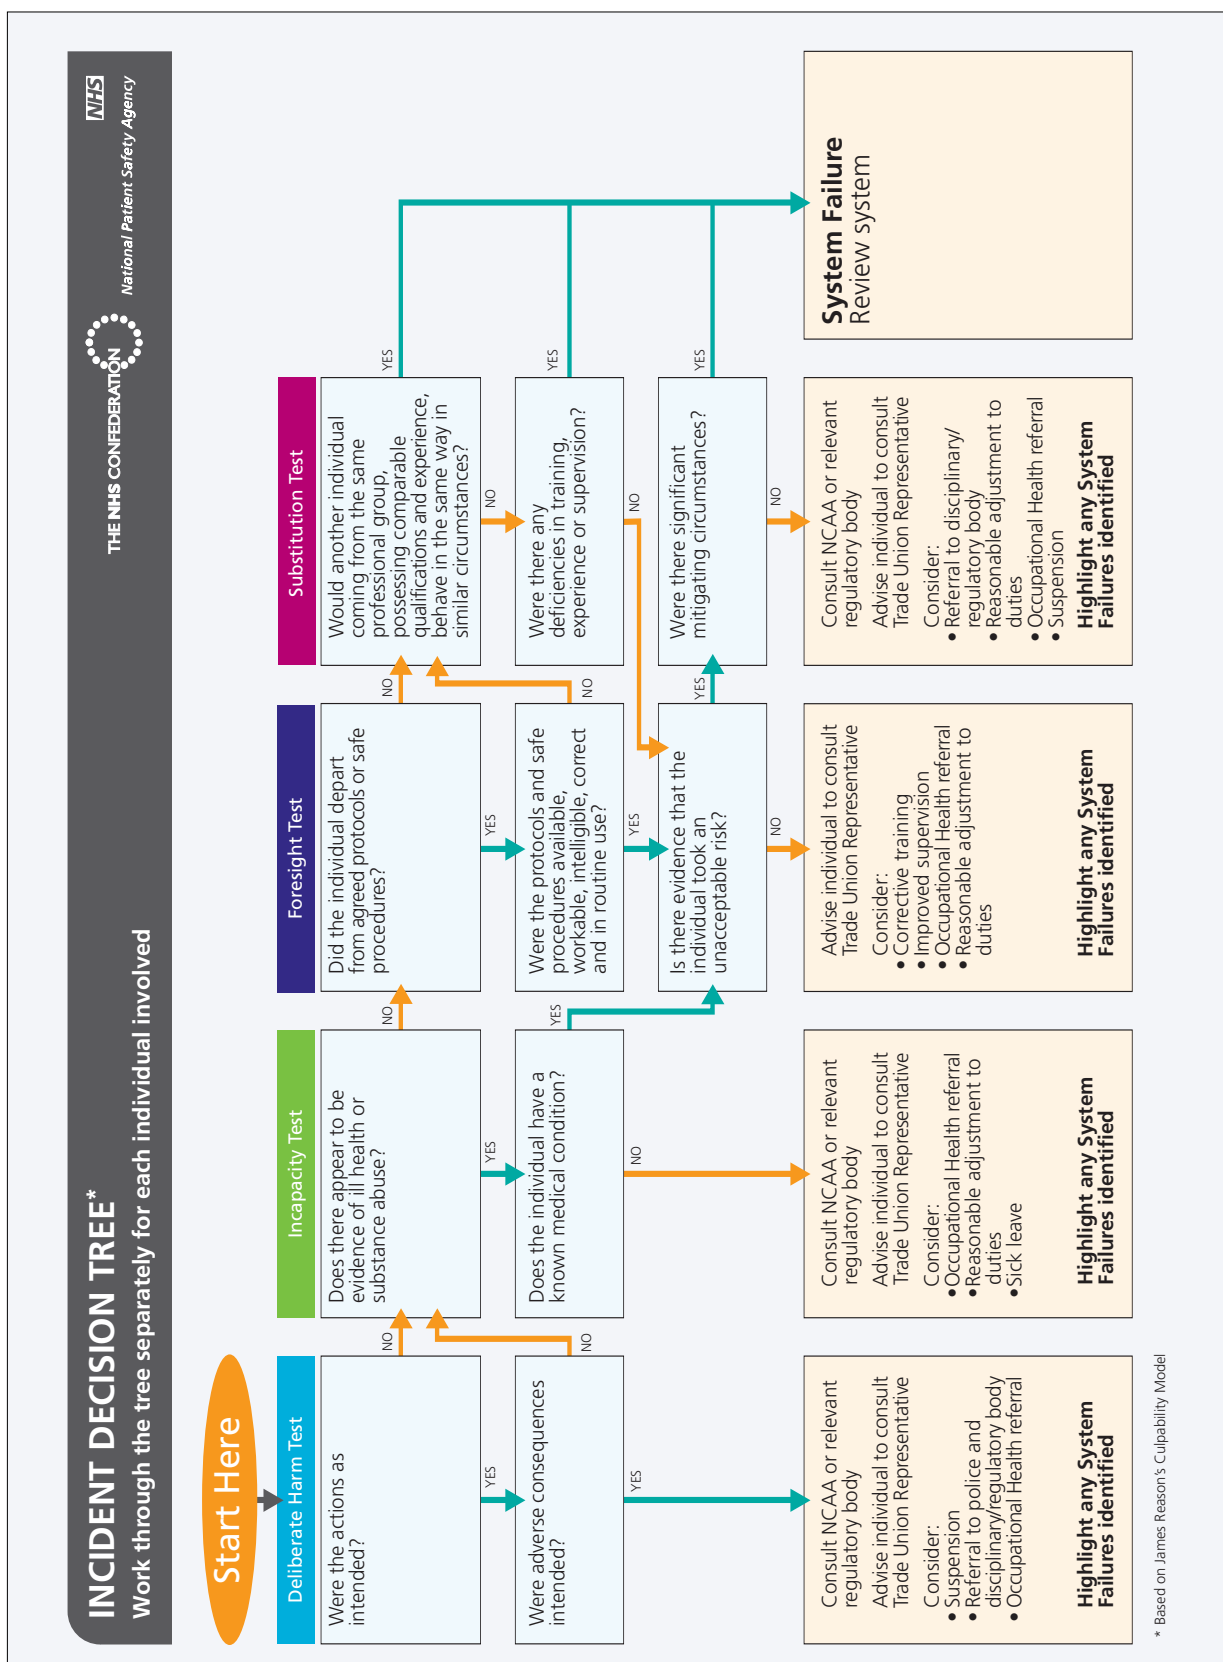 INCIDENT DECISION TREE*
Work through the tree separately for each individual involved
THE NHS CONFEDERATION
NHS
National Patient Safety Agency
Start Here
Deliberate Harm Test
Were the actions as
intended?
NO
YES
Were adverse consequences
intended?
NO
YES
Consult NCAA or relevant
regulatory body
Advise individual to consult
Trade Union Representative
Consider:
• Suspension
• Referral to police and
disciplinary/regulatory body
• Occupational Health referral
Highlight any System
Failures identified
Incapacity Test
Does there appear to be
evidence of ill health or
substance abuse?
NO
YES
Does the individual have a
known medical condition?
YES
NO
Consult NCAA or relevant
regulatory body
Advise individual to consult
Trade Union Representative
Consider:
• Occupational Health referral
• Reasonable adjustment to
duties
• Sick leave
Highlight any System
Failures identified
Foresight Test
Did the individual depart
from agreed protocols or safe
procedures?
NO
YES
Were the protocols and safe
procedures available,
workable, intelligible, correct
and in routine use?
NO
YES
Is there evidence that the
individual took an
unacceptable risk?
YES
NO
Advise individual to consult
Trade Union Representative
Consider:
• Corrective training
• Improved supervision
• Occupational Health referral
• Reasonable adjustment to
duties
Highlight any System
Failures identified
Substitution Test
Would another individual
coming from the same
professional group,
possessing comparable
qualifications and experience,
behave in the same way in
similar circumstances?
YES
NO
Were there any
deficiencies in training,
experience or supervision?
YES
NO
Were there significant
mitigating circumstances?
YES
NO
Consult NCAA or relevant
regulatory body
Advise individual to consult
Trade Union Representative
Consider:
• Referral to disciplinary/
regulatory body
• Reasonable adjustment to
duties
• Occupational Health referral
• Suspension
Highlight any System
Failures identified
System Failure
Review system
* Based on James Reason's Culpability Model